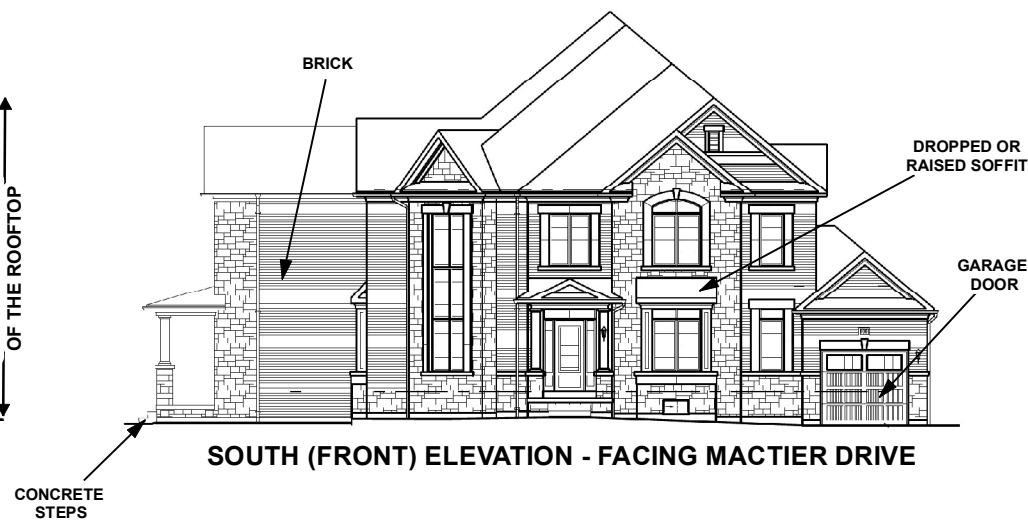 BRICK
DROPPED OR
RAISED SOFFIT
OF THE ROOFTOP
GARAGE
DOOR
SOUTH (FRONT) ELEVATION - FACING MACTIER DRIVE
CONCRETE
STEPS